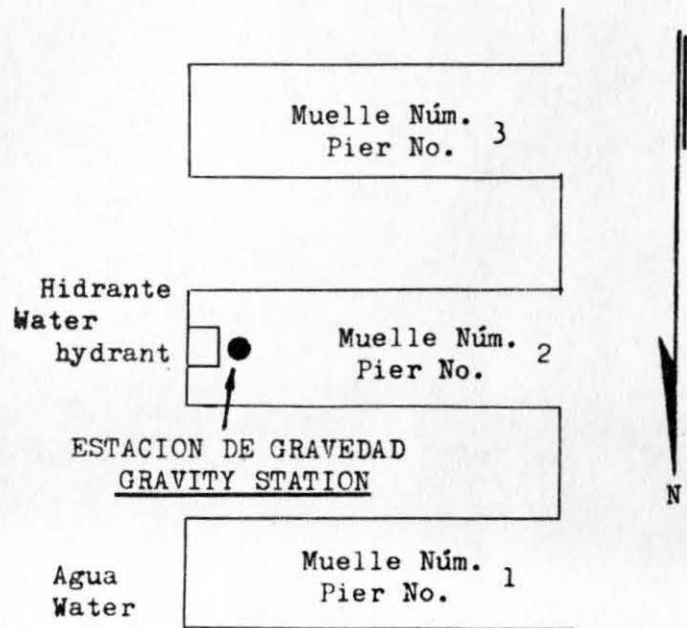 Muelle Núm.
Pier No. 3
Hidrante
Water
hydrant
Muelle Núm.
Pier No. 2
ESTACION DE GRAVEDAD
GRAVITY STATION
N
Muelle Núm.
Pier No. 1
Agua
Water